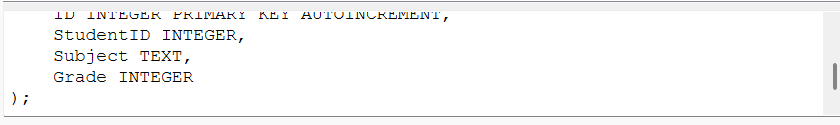 ID INTEGER PRIMARY KEY AUTOINCREMENT,
StudentID INTEGER,
Subject TEXT,
Grade INTEGER
);